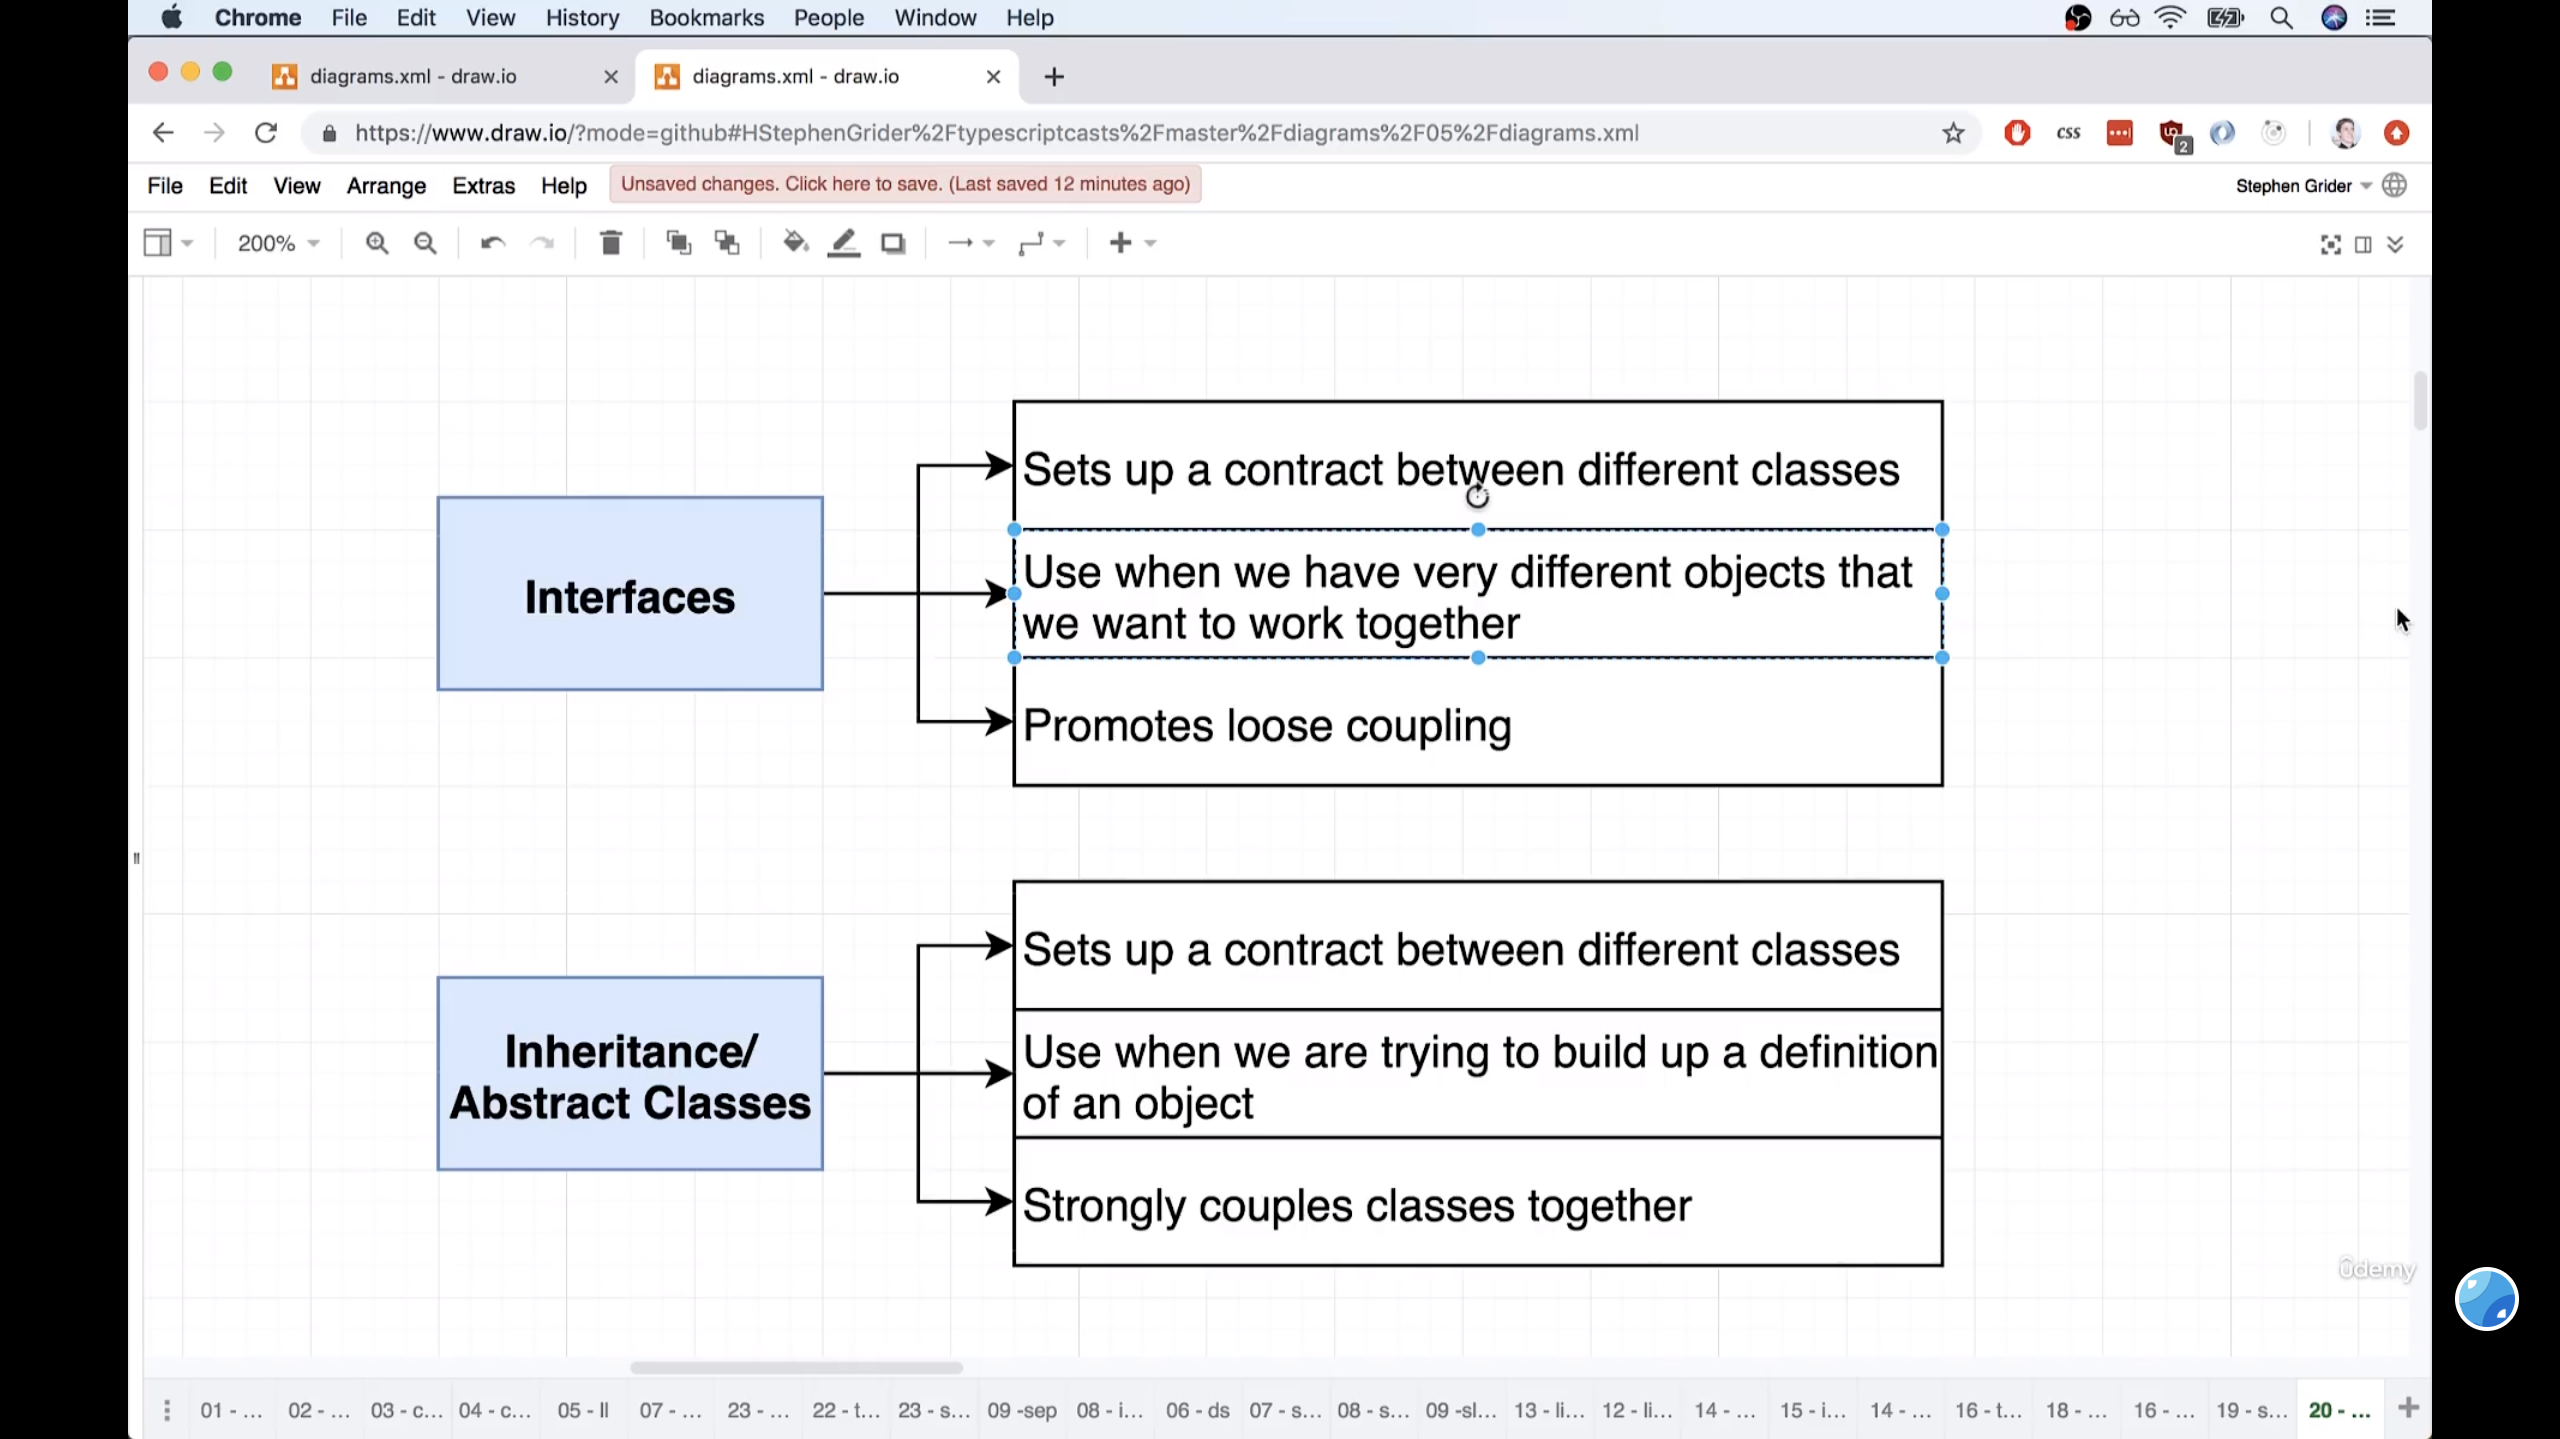 Chrome File Edit View History Bookmarks People Window Help
diagrams.xml - draw.io
diagrams.xml - draw.io
https://www.draw.io/?mode=github#HStephenGrider%2Ftypescriptcasts%2Fmaster%2Fdiagrams%2F05%2Fdiagrams.xml
css
2
File Edit View Arrange Extras Help
Unsaved changes. Click here to save. (Last saved 12 minutes ago)
Stephen Grider
200%
Sets up a contract between different classes
Interfaces
Use when we have very different objects that
we want to work together
Promotes loose coupling
Sets up a contract between different classes
Inheritance/
Abstract Classes
Use when we are trying to build up a definition
of an object
Strongly couples classes together
ûdemy
01 - ... 02 - ... 03 - c... 04 - c... 05 - ll 07 - ... 23 - ... 22 - t... 23 - s... 09 -sep 08 - i... 06 - ds 07 - s... 08 - s... 09 -sl... 13 - li... 12 - li... 14 - ... 15 - i... 14 - ... 16 - t... 18 - ... 16 - ... 19 - s... 20 - ...